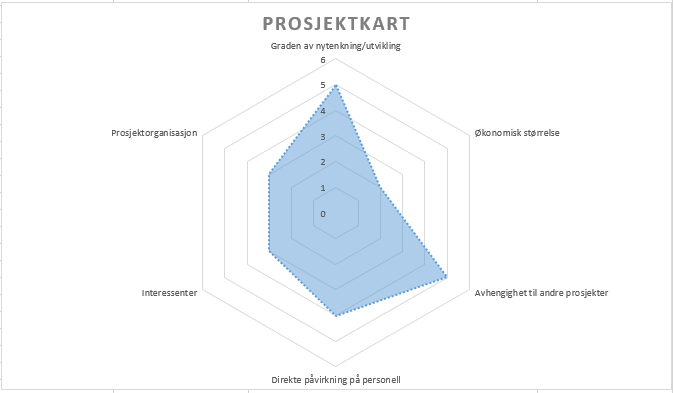 PROSJEKTKART
Graden av nytenkning/utvikling
6
5
4
3
2
1
0
Prosjektorganisasjon
Økonomisk størrelse
Interessenter
Avhengighet til andre prosjekter
Direkte påvirkning på personell